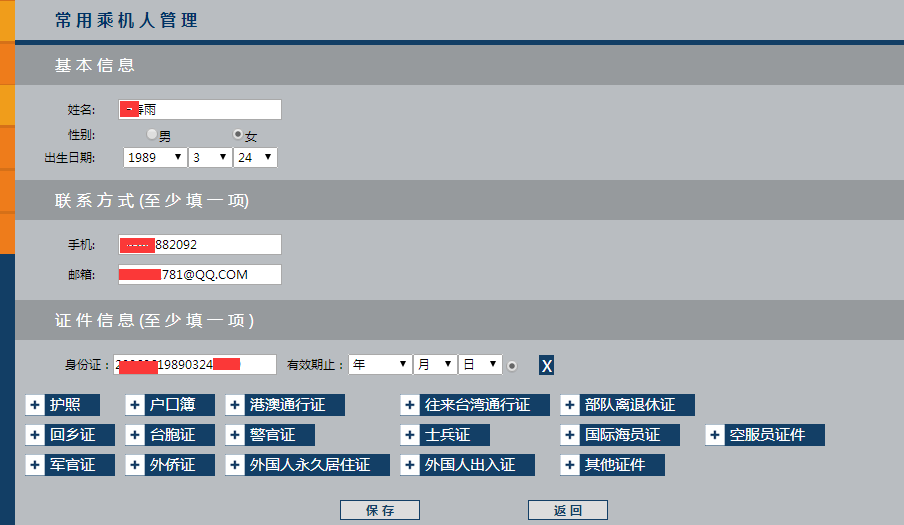 常用乘机人管理
基本信息
姓名: 春雨
性别: 男 女
出生日期: 1989 3 24
联系方式(至少填一项)
手机: 882092
邮箱: 781@QQ.COM
证件信息(至少填一项)
身份证: 19890324 有效期止: 年 月 日 X
+ 护照 + 户口簿 + 港澳通行证 + 往来台湾通行证 + 部队离退休证
+ 回乡证 + 台胞证 + 警官证 + 士兵证 + 国际海员证 + 空服员证件
+ 军官证 + 外侨证 + 外国人永久居住证 + 外国人出入证 + 其他证件
保存 返回